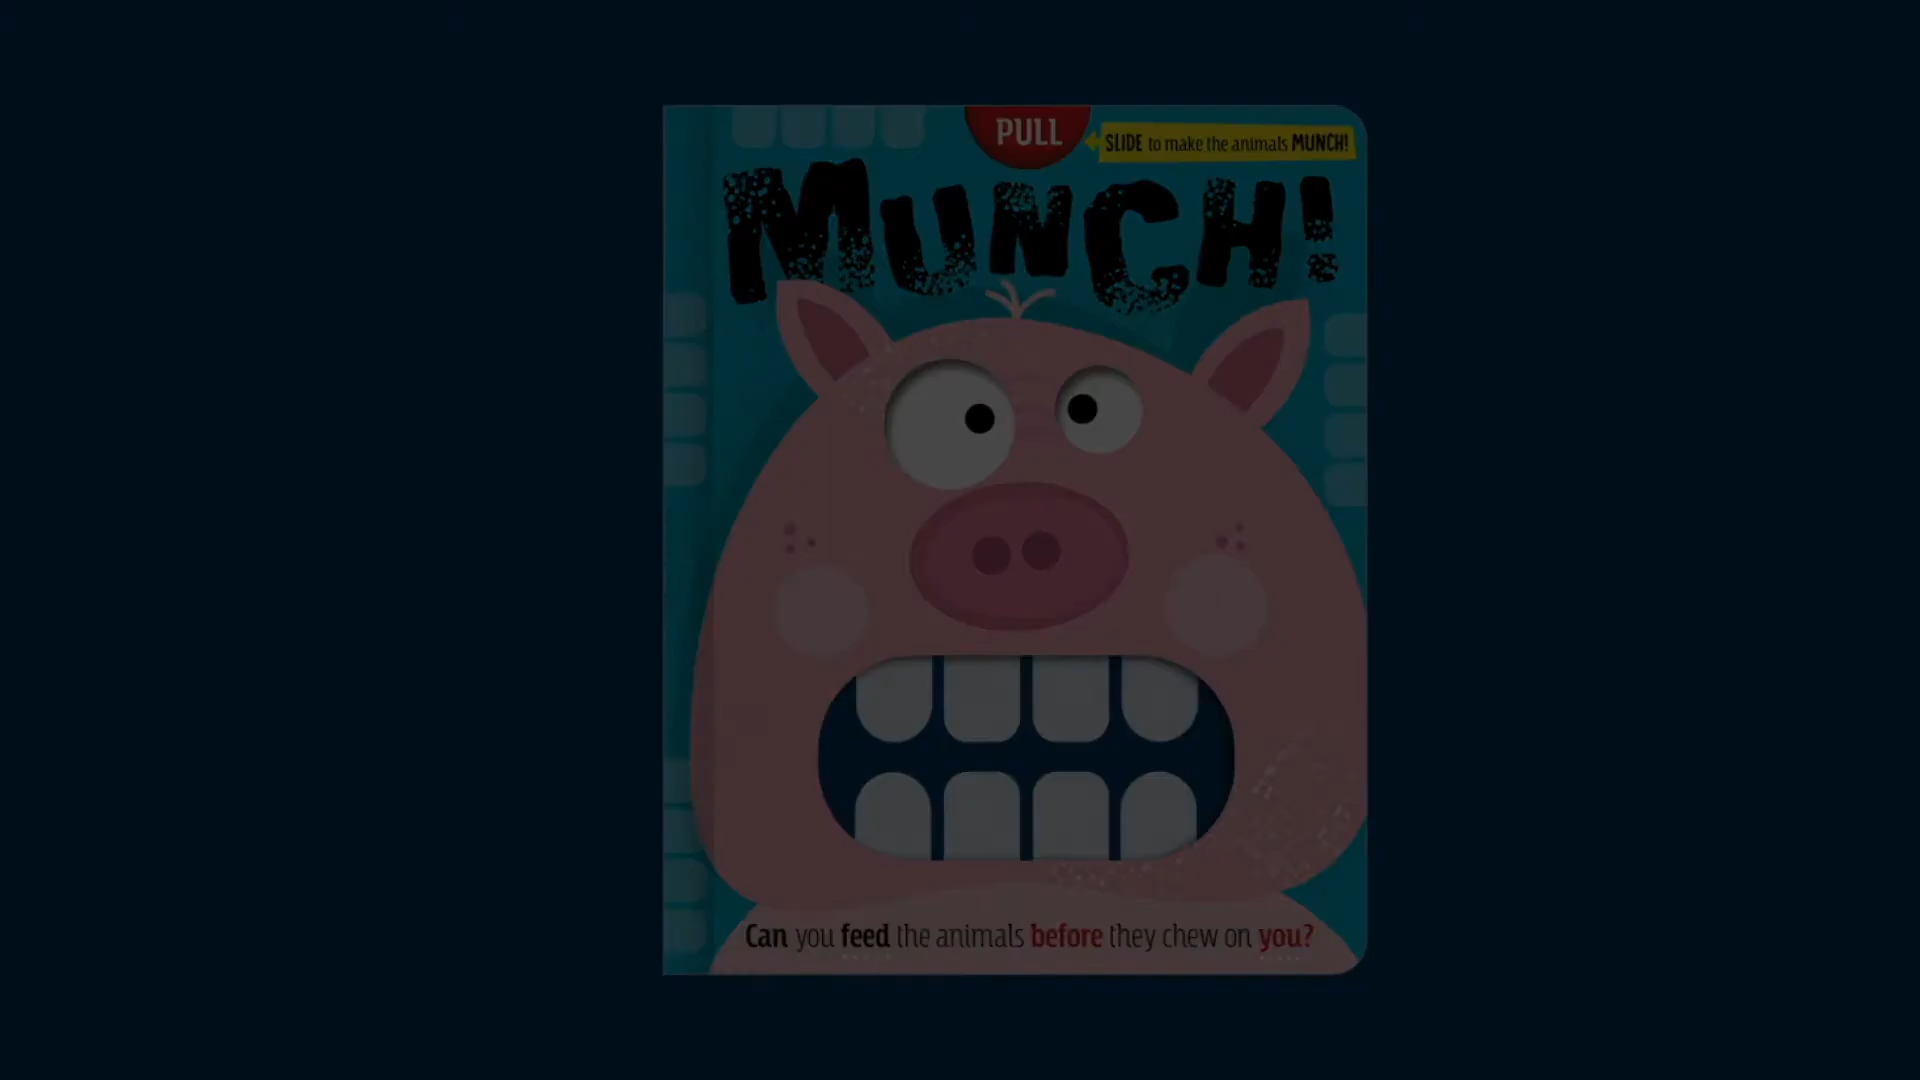 PULL
SLIDE to make the animals MUNCH!
MUNCH!
Can you feed the animals before they chew on you?